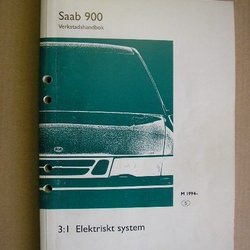 Saab 900
Verkstadshandbok
M 1994-
S
3:1 Elektriskt system